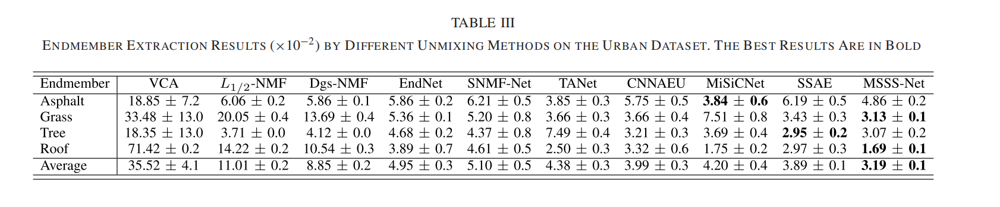 TABLE III
ENDMEMBER EXTRACTION RESULTS (×10⁻²) BY DIFFERENT UNMIXING METHODS ON THE URBAN DATASET. THE BEST RESULTS ARE IN BOLD
Endmember VCA L₁/₂-NMF Dgs-NMF EndNet SNMF-Net TANet CNNAEU MiSiCNet SSAE MSSS-Net
Asphalt 18.85 ± 7.2 6.06 ± 0.2 5.86 ± 0.1 5.86 ± 0.2 6.21 ± 0.5 3.85 ± 0.3 5.75 ± 0.5 3.84 ± 0.6 6.19 ± 0.5 4.86 ± 0.2
Grass 33.48 ± 13.0 20.05 ± 0.4 13.69 ± 0.4 5.36 ± 0.1 5.20 ± 0.8 3.66 ± 0.3 3.66 ± 0.4 7.51 ± 0.8 3.43 ± 0.3 3.13 ± 0.1
Tree 18.35 ± 13.0 3.71 ± 0.0 4.12 ± 0.0 4.68 ± 0.2 4.37 ± 0.8 7.49 ± 0.4 3.21 ± 0.3 3.69 ± 0.4 2.95 ± 0.2 3.07 ± 0.2
Roof 71.42 ± 0.2 14.22 ± 0.2 10.54 ± 0.3 3.89 ± 0.7 4.61 ± 0.5 2.50 ± 0.3 3.32 ± 0.6 1.75 ± 0.2 2.97 ± 0.3 1.69 ± 0.1
Average 35.52 ± 4.1 11.01 ± 0.2 8.85 ± 0.2 4.95 ± 0.3 5.10 ± 0.5 4.38 ± 0.3 3.99 ± 0.3 4.20 ± 0.4 3.89 ± 0.1 3.19 ± 0.1